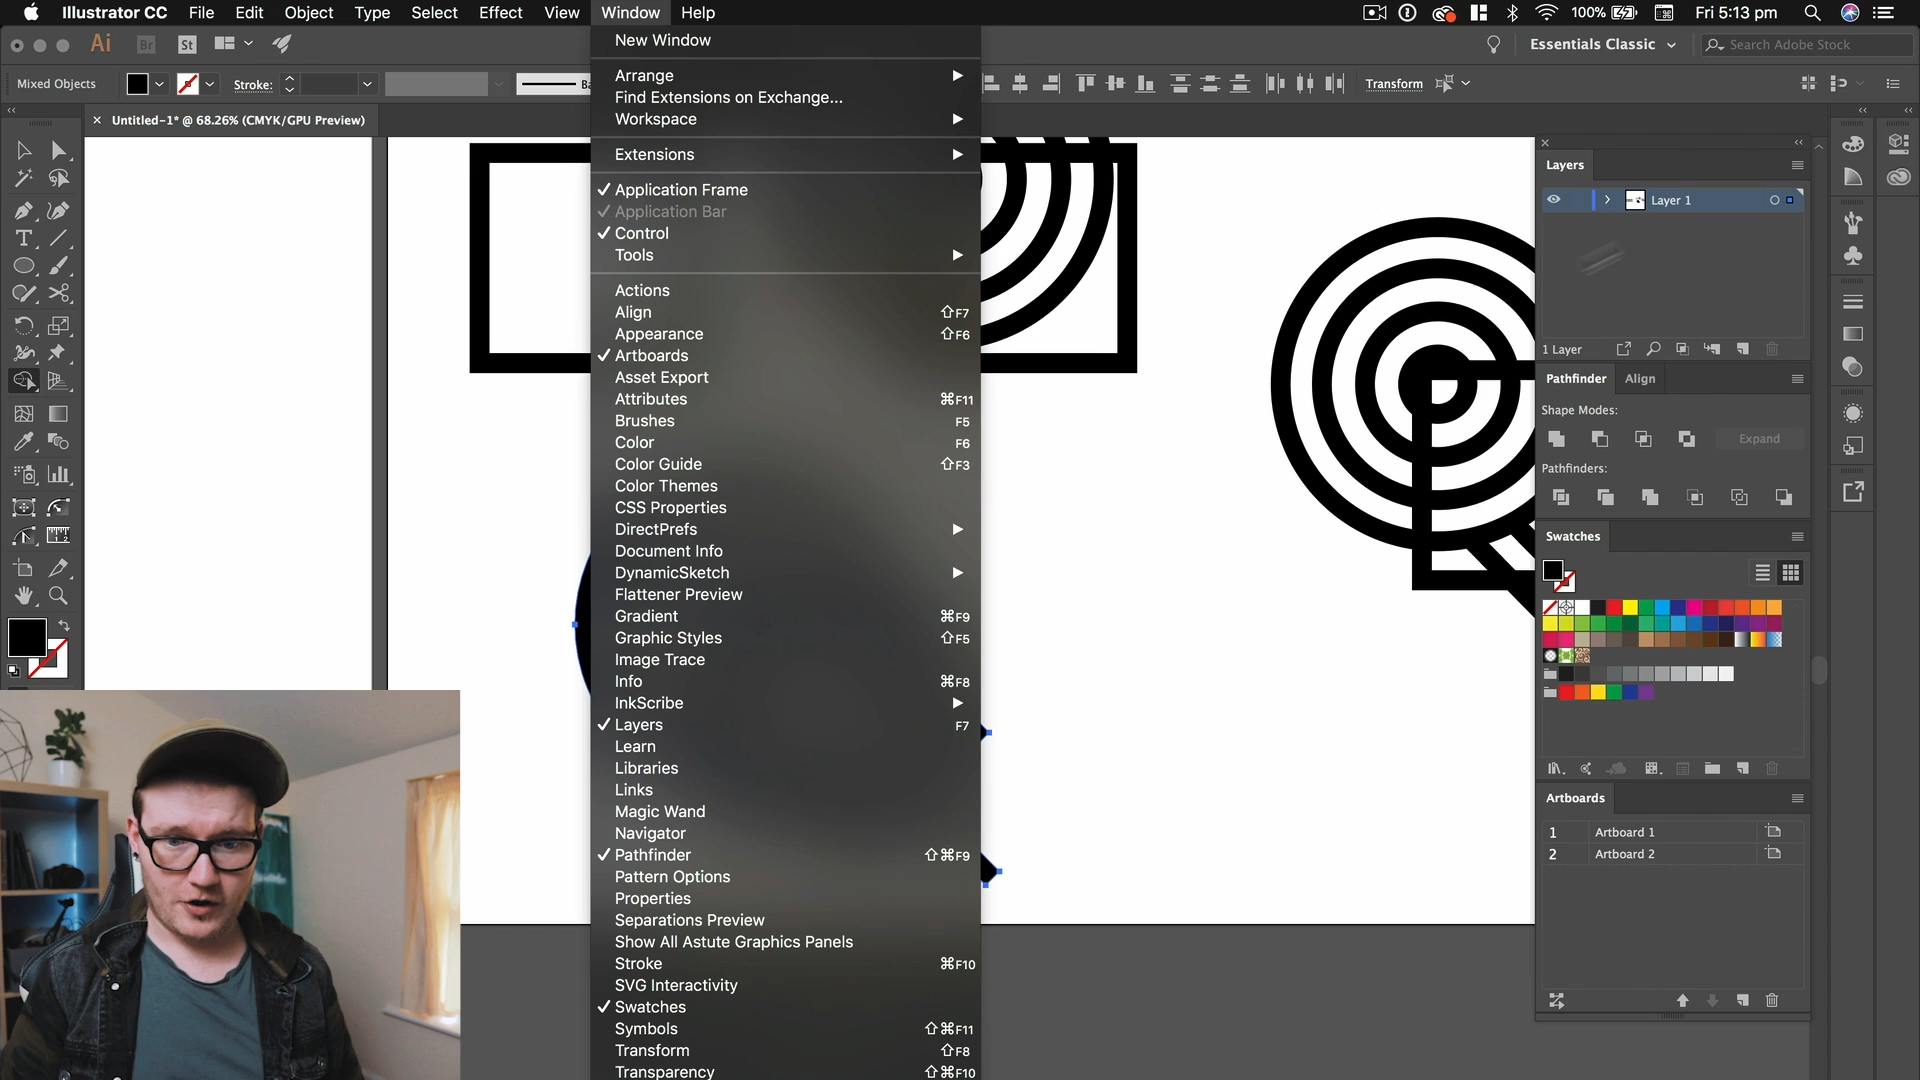 Illustrator CC File Edit Object Type Select Effect View Window Help
100% Fri 5:13 pm
Ai Br St
Essentials Classic
Search Adobe Stock
Mixed Objects
Stroke:
Ba
Transform
× Untitled-1* @ 68.26% (CMYK/GPU Preview)
New Window
Arrange
Find Extensions on Exchange...
Workspace
Extensions
✓ Application Frame
✓ Application Bar
✓ Control
Tools
Actions
Align ⇧F7
Appearance ⇧F6
✓ Artboards
Asset Export
Attributes ⌘F11
Brushes F5
Color F6
Color Guide ⇧F3
Color Themes
CSS Properties
DirectPrefs
Document Info
DynamicSketch
Flattener Preview
Gradient ⌘F9
Graphic Styles ⇧F5
Image Trace
Info ⌘F8
InkScribe
✓ Layers F7
Learn
Libraries
Links
Magic Wand
Navigator
✓ Pathfinder ⇧⌘F9
Pattern Options
Properties
Separations Preview
Show All Astute Graphics Panels
Stroke ⌘F10
SVG Interactivity
✓ Swatches
Symbols ⇧⌘F11
Transform ⇧F8
Transparency ⇧⌘F10
Layers
Layer 1
1 Layer
Pathfinder Align
Shape Modes:
Expand
Pathfinders:
Swatches
Artboards
1 Artboard 1
2 Artboard 2